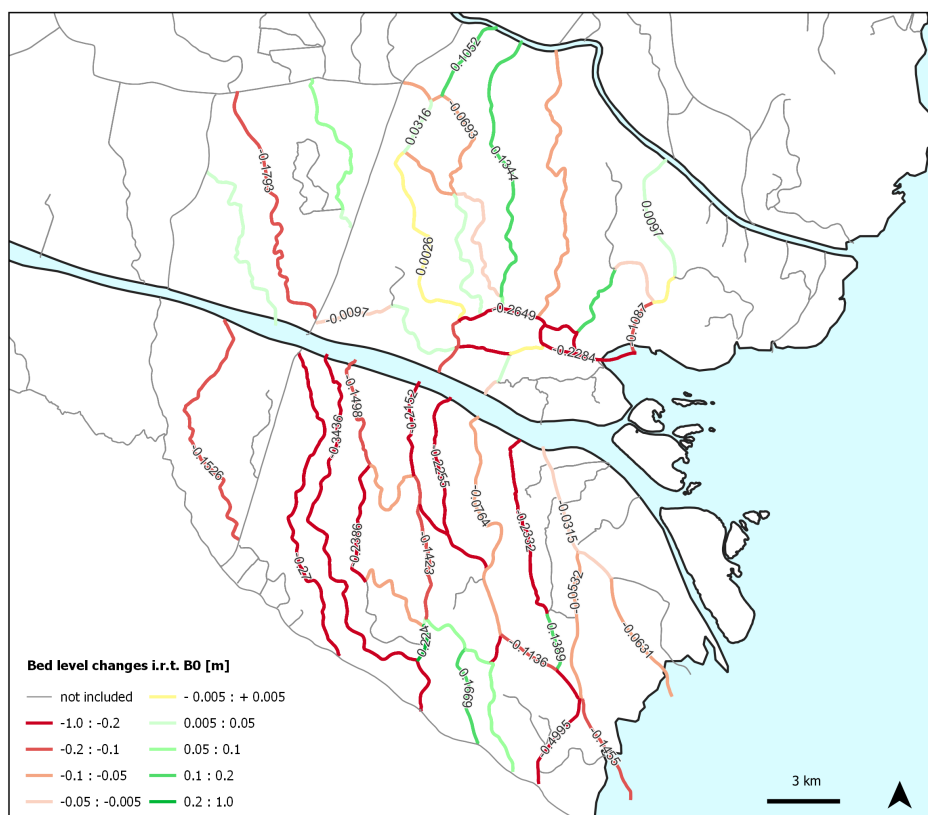 0.1052
0.0316
-0.0693
0.1344
-0.1793
0.0097
0.0026
-0.0097
-0.2649
-0.1087
-0.2284
-0.1498
-0.2152
-0.3436
-0.2255
-0.1526
-0.0764
-0.0315
-0.2332
-0.2386
-0.1423
-0.27
-0.0532
0.224
0.1389
-0.0631
-0.1136
0.1669
-0.4995
-0.1455
Bed level changes i.r.t. B0 [m]
not included
-1.0 : -0.2
-0.2 : -0.1
-0.1 : -0.05
-0.05 : -0.005
- 0.005 : + 0.005
0.005 : 0.05
0.05 : 0.1
0.1 : 0.2
0.2 : 1.0
3 km